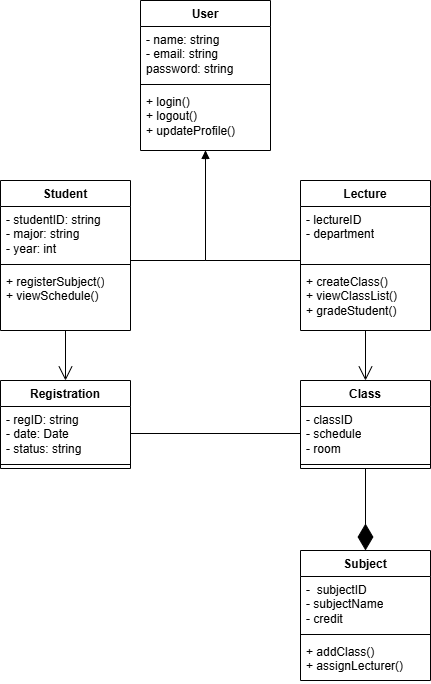 User
- name: string
- email: string
password: string
+ login()
+ logout()
+ updateProfile()
Student
- studentID: string
- major: string
- year: int
+ registerSubject()
+ viewSchedule()
Lecture
- lectureID
- department
+ createClass()
+ viewClassList()
+ gradeStudent()
Registration
- regID: string
- date: Date
- status: string
Class
- classID
- schedule
- room
Subject
-  subjectID
- subjectName
- credit
+ addClass()
+ assignLecturer()